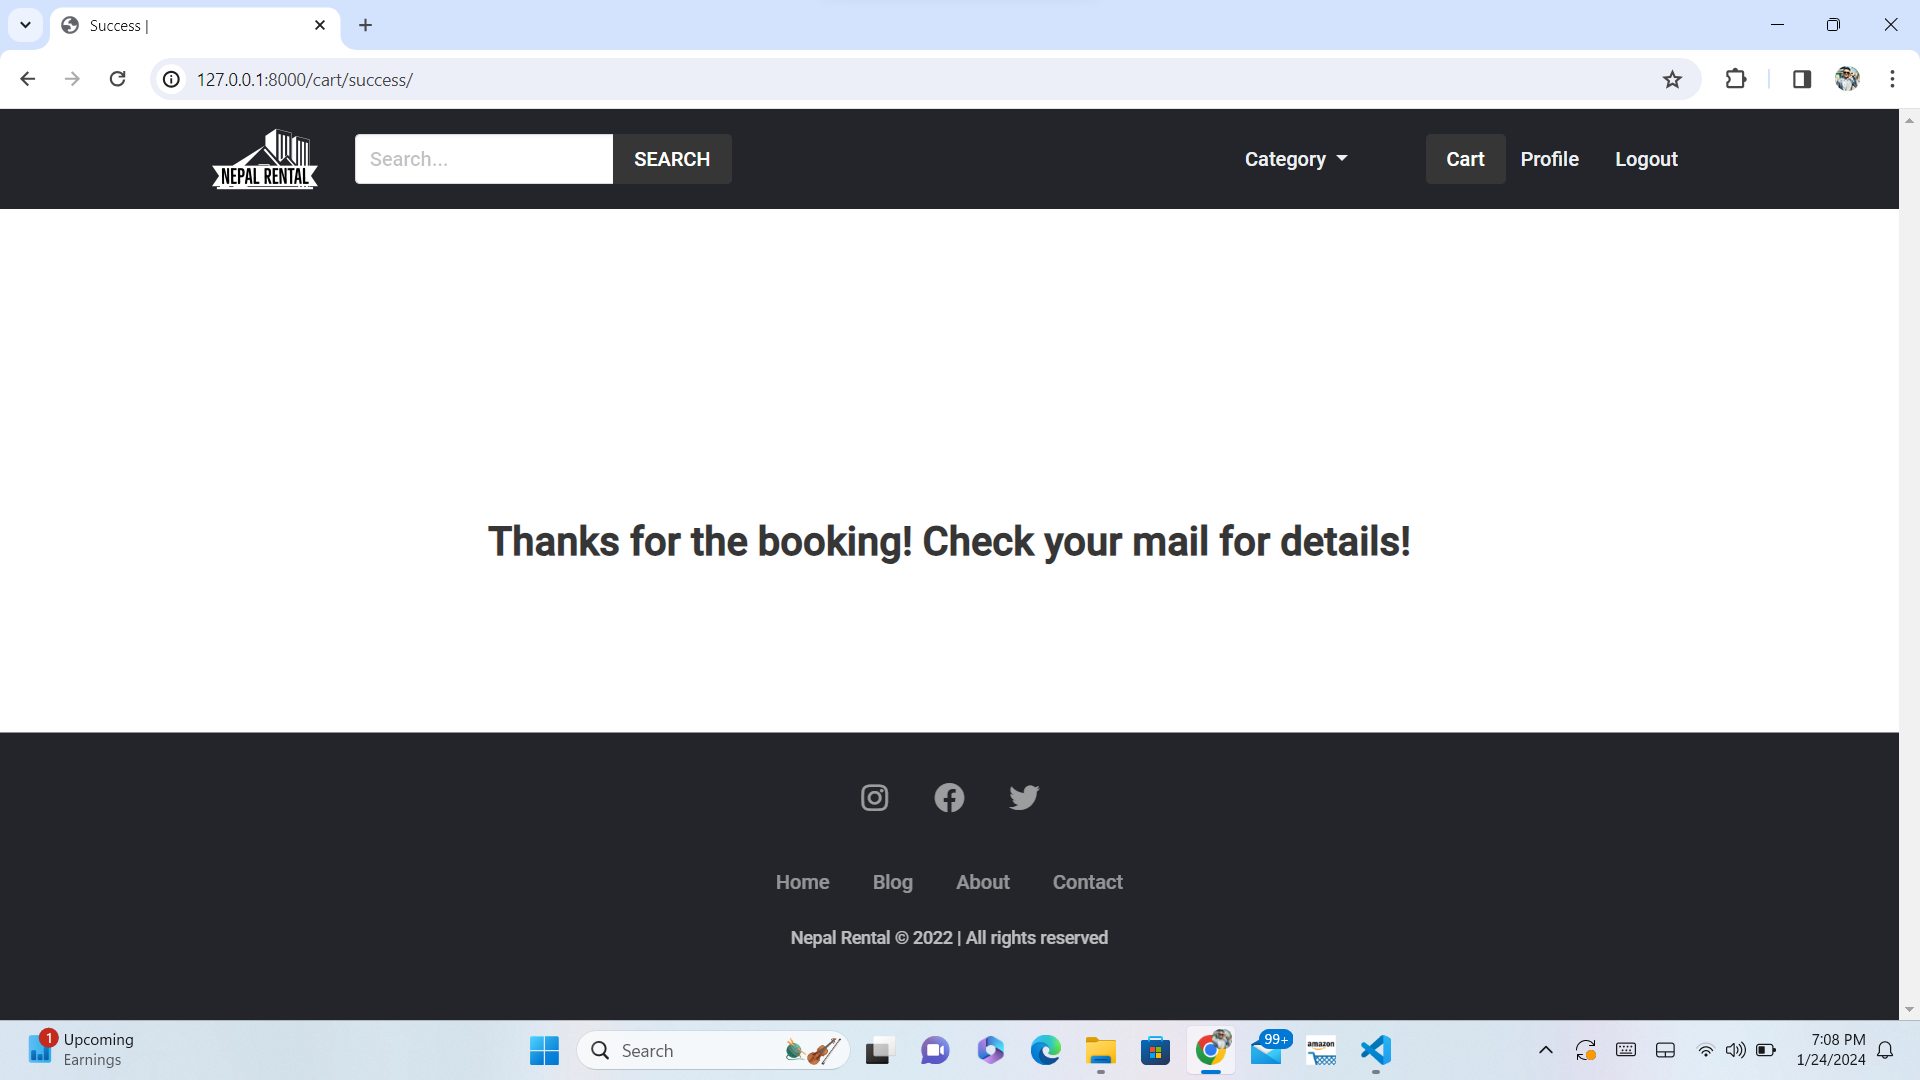 Success |
127.0.0.1:8000/cart/success/
NEPAL RENTAL
Search...
SEARCH
Category
Cart
Profile
Logout
Thanks for the booking! Check your mail for details!
Home
Blog
About
Contact
Nepal Rental © 2022 | All rights reserved
1
Upcoming
Earnings
Search
99+
amazon
7:08 PM
1/24/2024